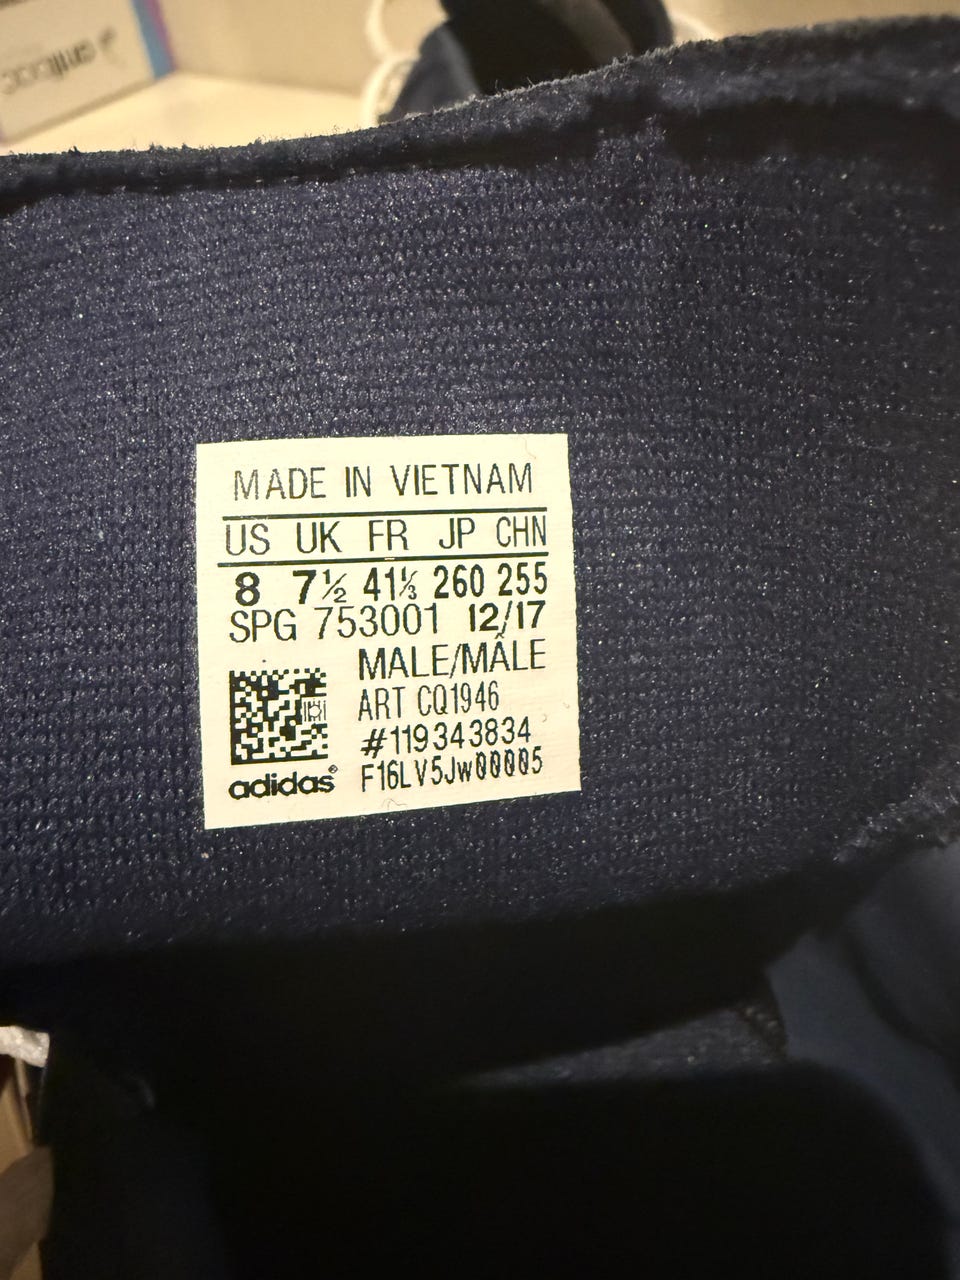 MADE IN VIETNAM
US UK FR JP CHN
8 7½ 41⅓ 260 255
SPG 753001 12/17
MALE/MÂLE
ART CQ1946
#119343834
F16LV5Jw00005
adidas®